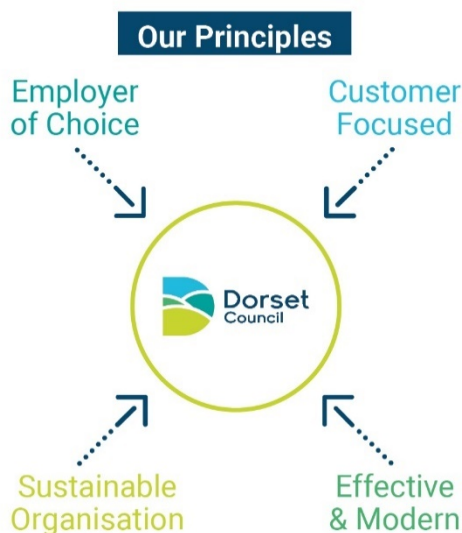 Our Principles
Employer
of Choice
Customer
Focused
Dorset
Council
Sustainable
Organisation
Effective
& Modern